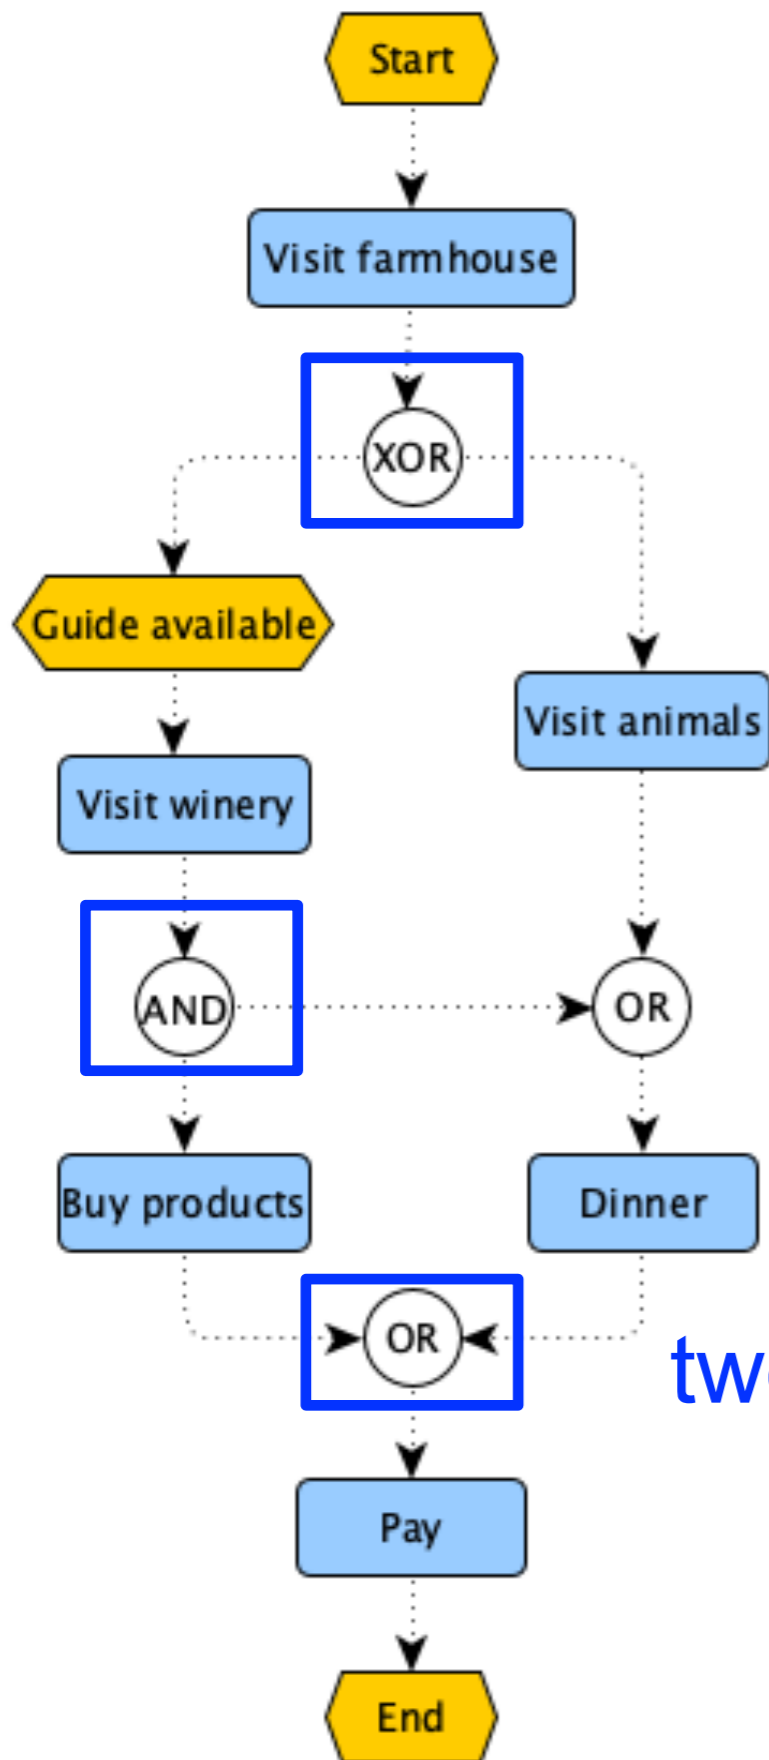 Start
Visit farmhouse
XOR
Guide available
Visit animals
Visit winery
AND
OR
Buy products
Dinner
OR
Pay
End